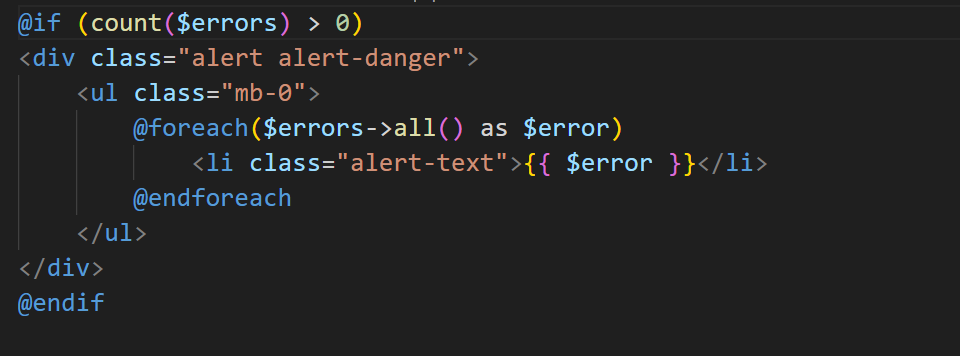 @if (count($errors) > 0)
<div class="alert alert-danger">
    <ul class="mb-0">
        @foreach($errors->all() as $error)
            <li class="alert-text">{{ $error }}</li>
        @endforeach
    </ul>
</div>
@endif